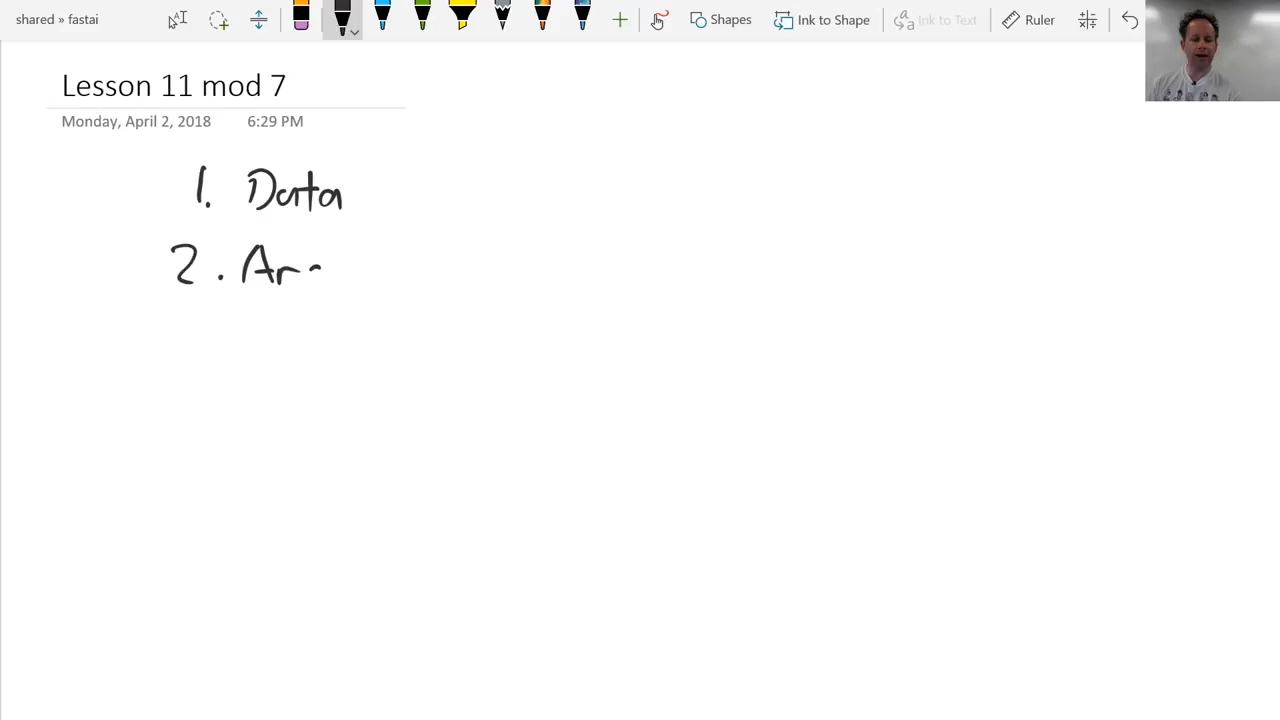 shared » fastai
Shapes
Ink to Shape
Ink to Text
Ruler
Lesson 11 mod 7
Monday, April 2, 2018 6:29 PM
1. Data
2. Ar